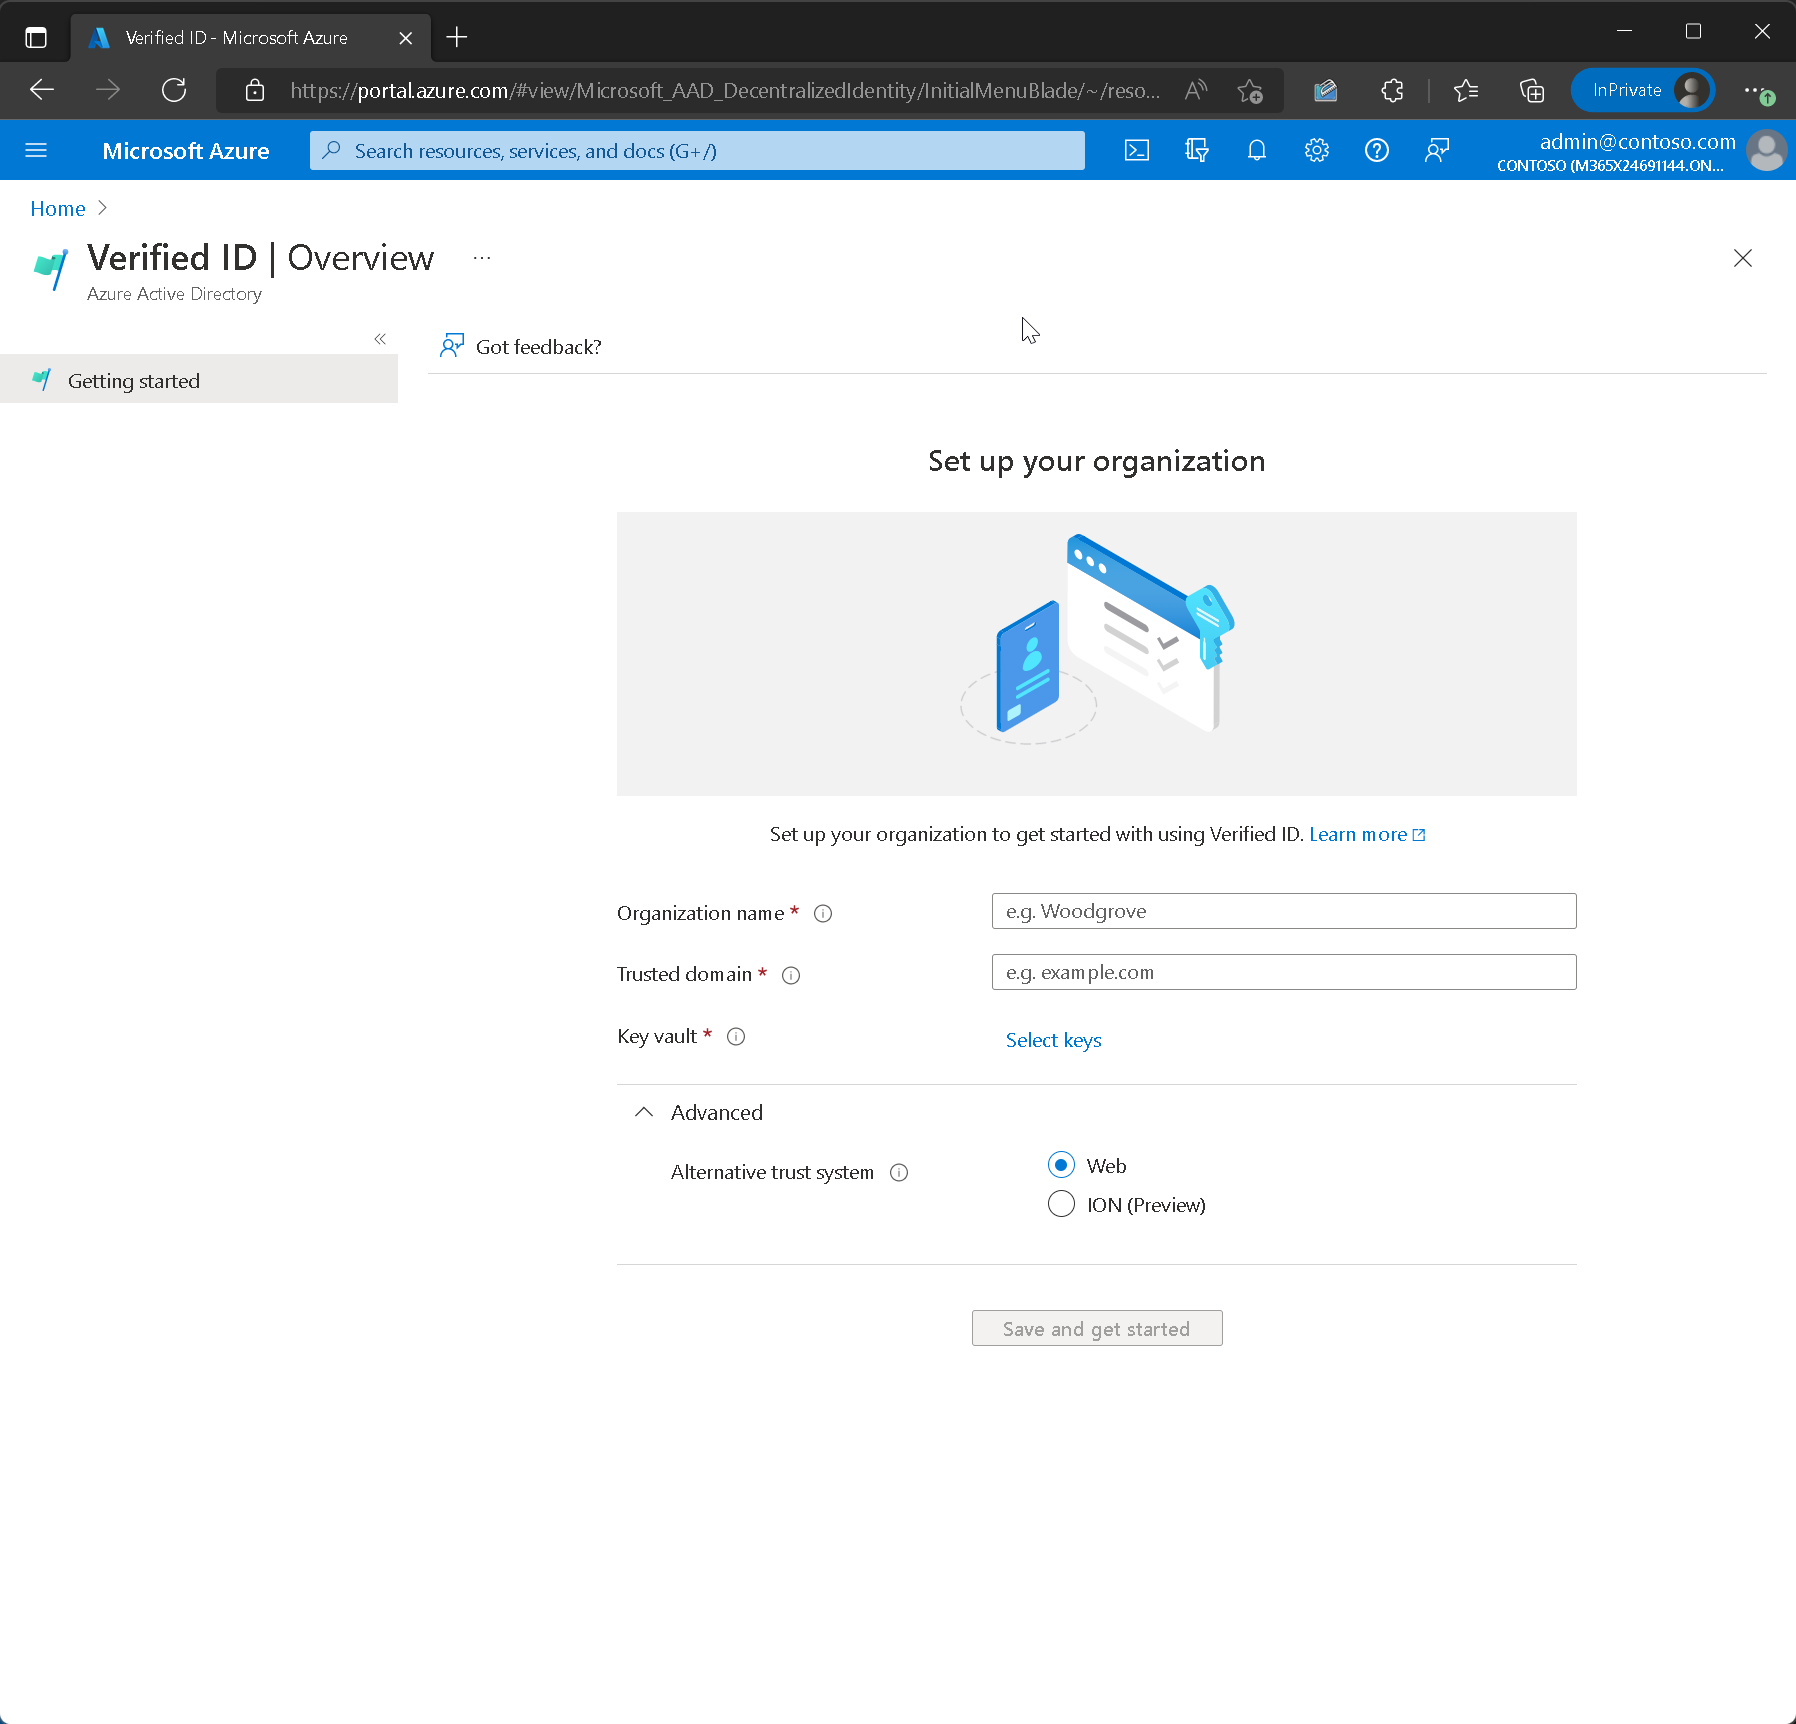 Verified ID - Microsoft Azure
https://portal.azure.com/#view/Microsoft_AAD_DecentralizedIdentity/InitialMenuBlade/~/reso...
InPrivate
Microsoft Azure
Search resources, services, and docs (G+/)
admin@contoso.com
CONTOSO (M365X24691144.ON...
Home
Verified ID | Overview ...
Azure Active Directory
Got feedback?
Getting started
Set up your organization
Set up your organization to get started with using Verified ID. Learn more
Organization name *
e.g. Woodgrove
Trusted domain *
e.g. example.com
Key vault *
Select keys
Advanced
Alternative trust system
Web
ION (Preview)
Save and get started